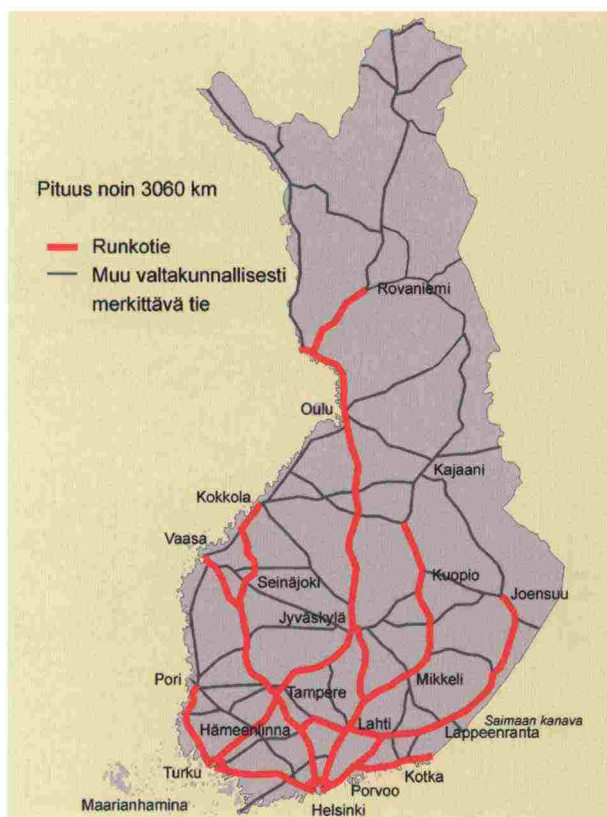 Pituus noin 3060 km
Runkotie
Muu valtakunnallisesti
merkittävä tie
Rovaniemi
Oulu
Kajaani
Kokkola
Vaasa
Seinäjoki
Kuopio
Joensuu
Jyväskylä
Pori
Tampere
Mikkeli
Hämeenlinna
Lahti
Saimaan kanava
Lappeenranta
Turku
Kotka
Porvoo
Maarianhamina
Helsinki